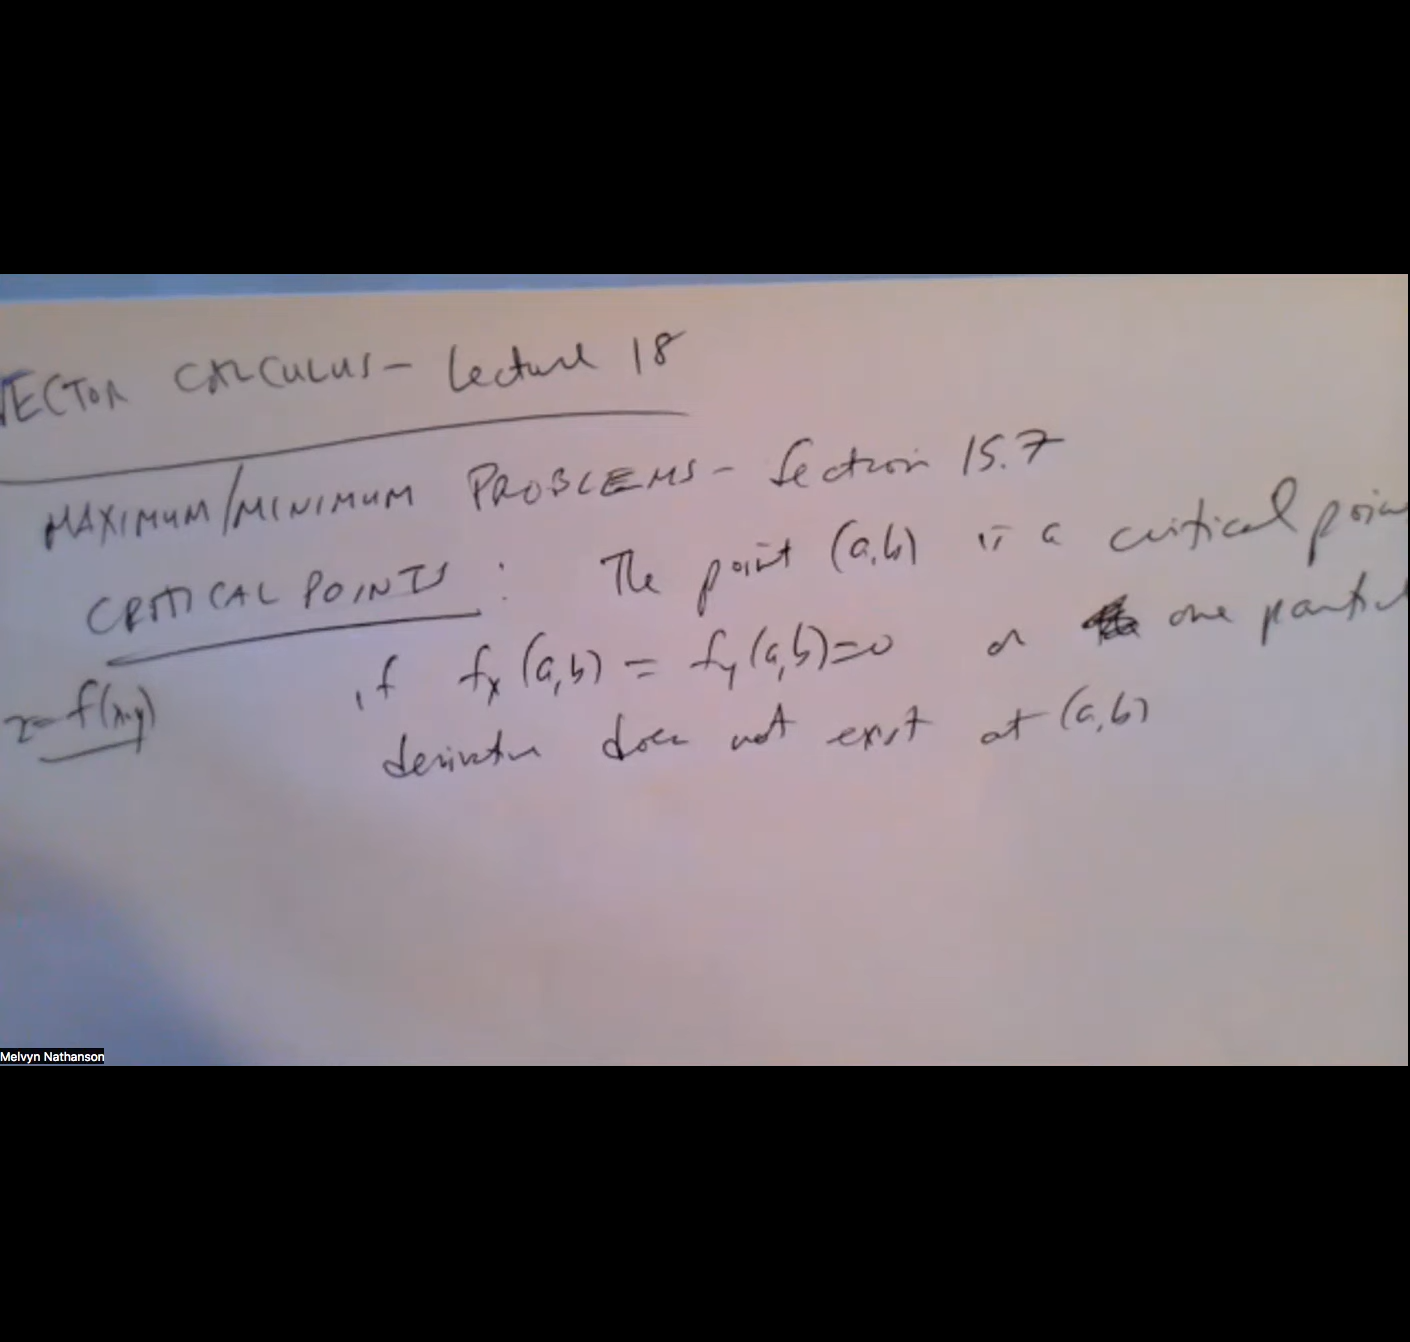 VECTOR CALCULUS - Lecture 18
MAXIMUM/MINIMUM PROBLEMS - Section 15.7
CRITICAL POINTS : The point (a,b) is a critical poin
z=f(x,y) if fx(a,b) = fy(a,b)=0 or one partial
derivative does not exist at (a,b)
Melvyn Nathanson